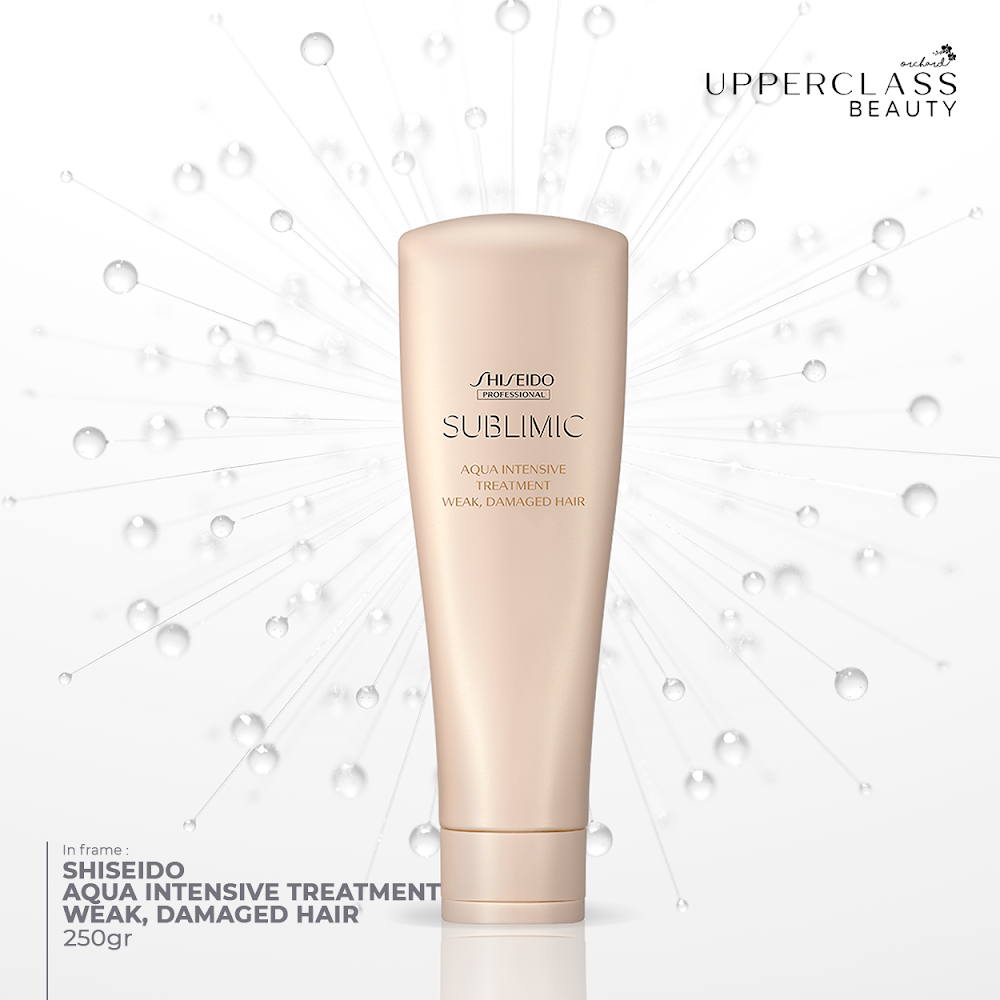 orchard
UPPERCLASS
BEAUTY
SHISEIDO
PROFESSIONAL
SUBLIMIC
AQUA INTENSIVE
TREATMENT
WEAK, DAMAGED HAIR
In frame :
SHISEIDO
AQUA INTENSIVE TREATMENT
WEAK, DAMAGED HAIR
250gr